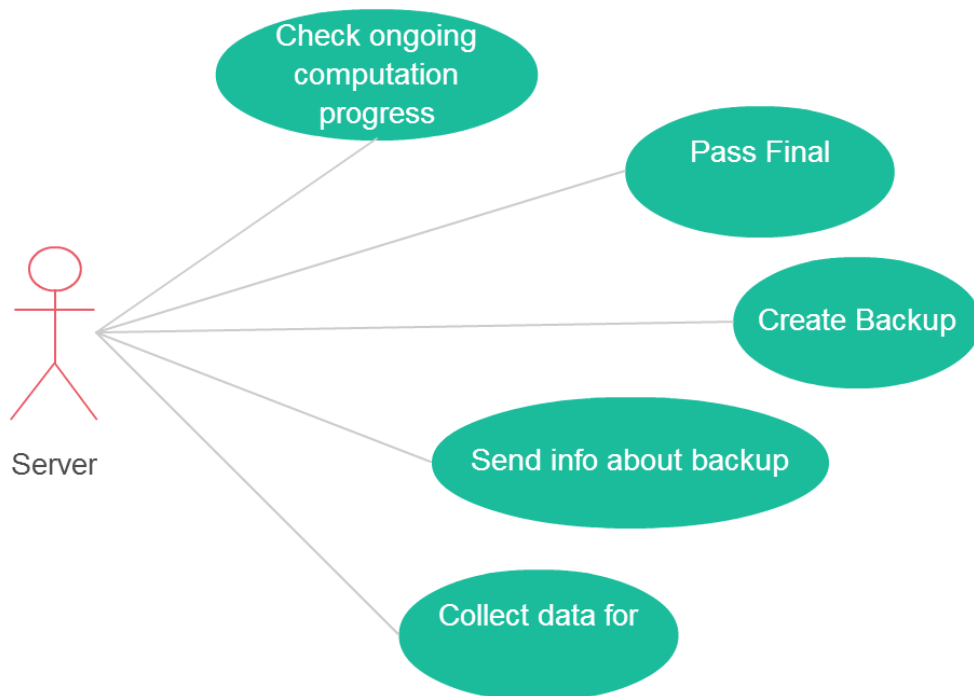 Check ongoing
computation
progress
Pass Final
Create Backup
Server
Send info about backup
Collect data for